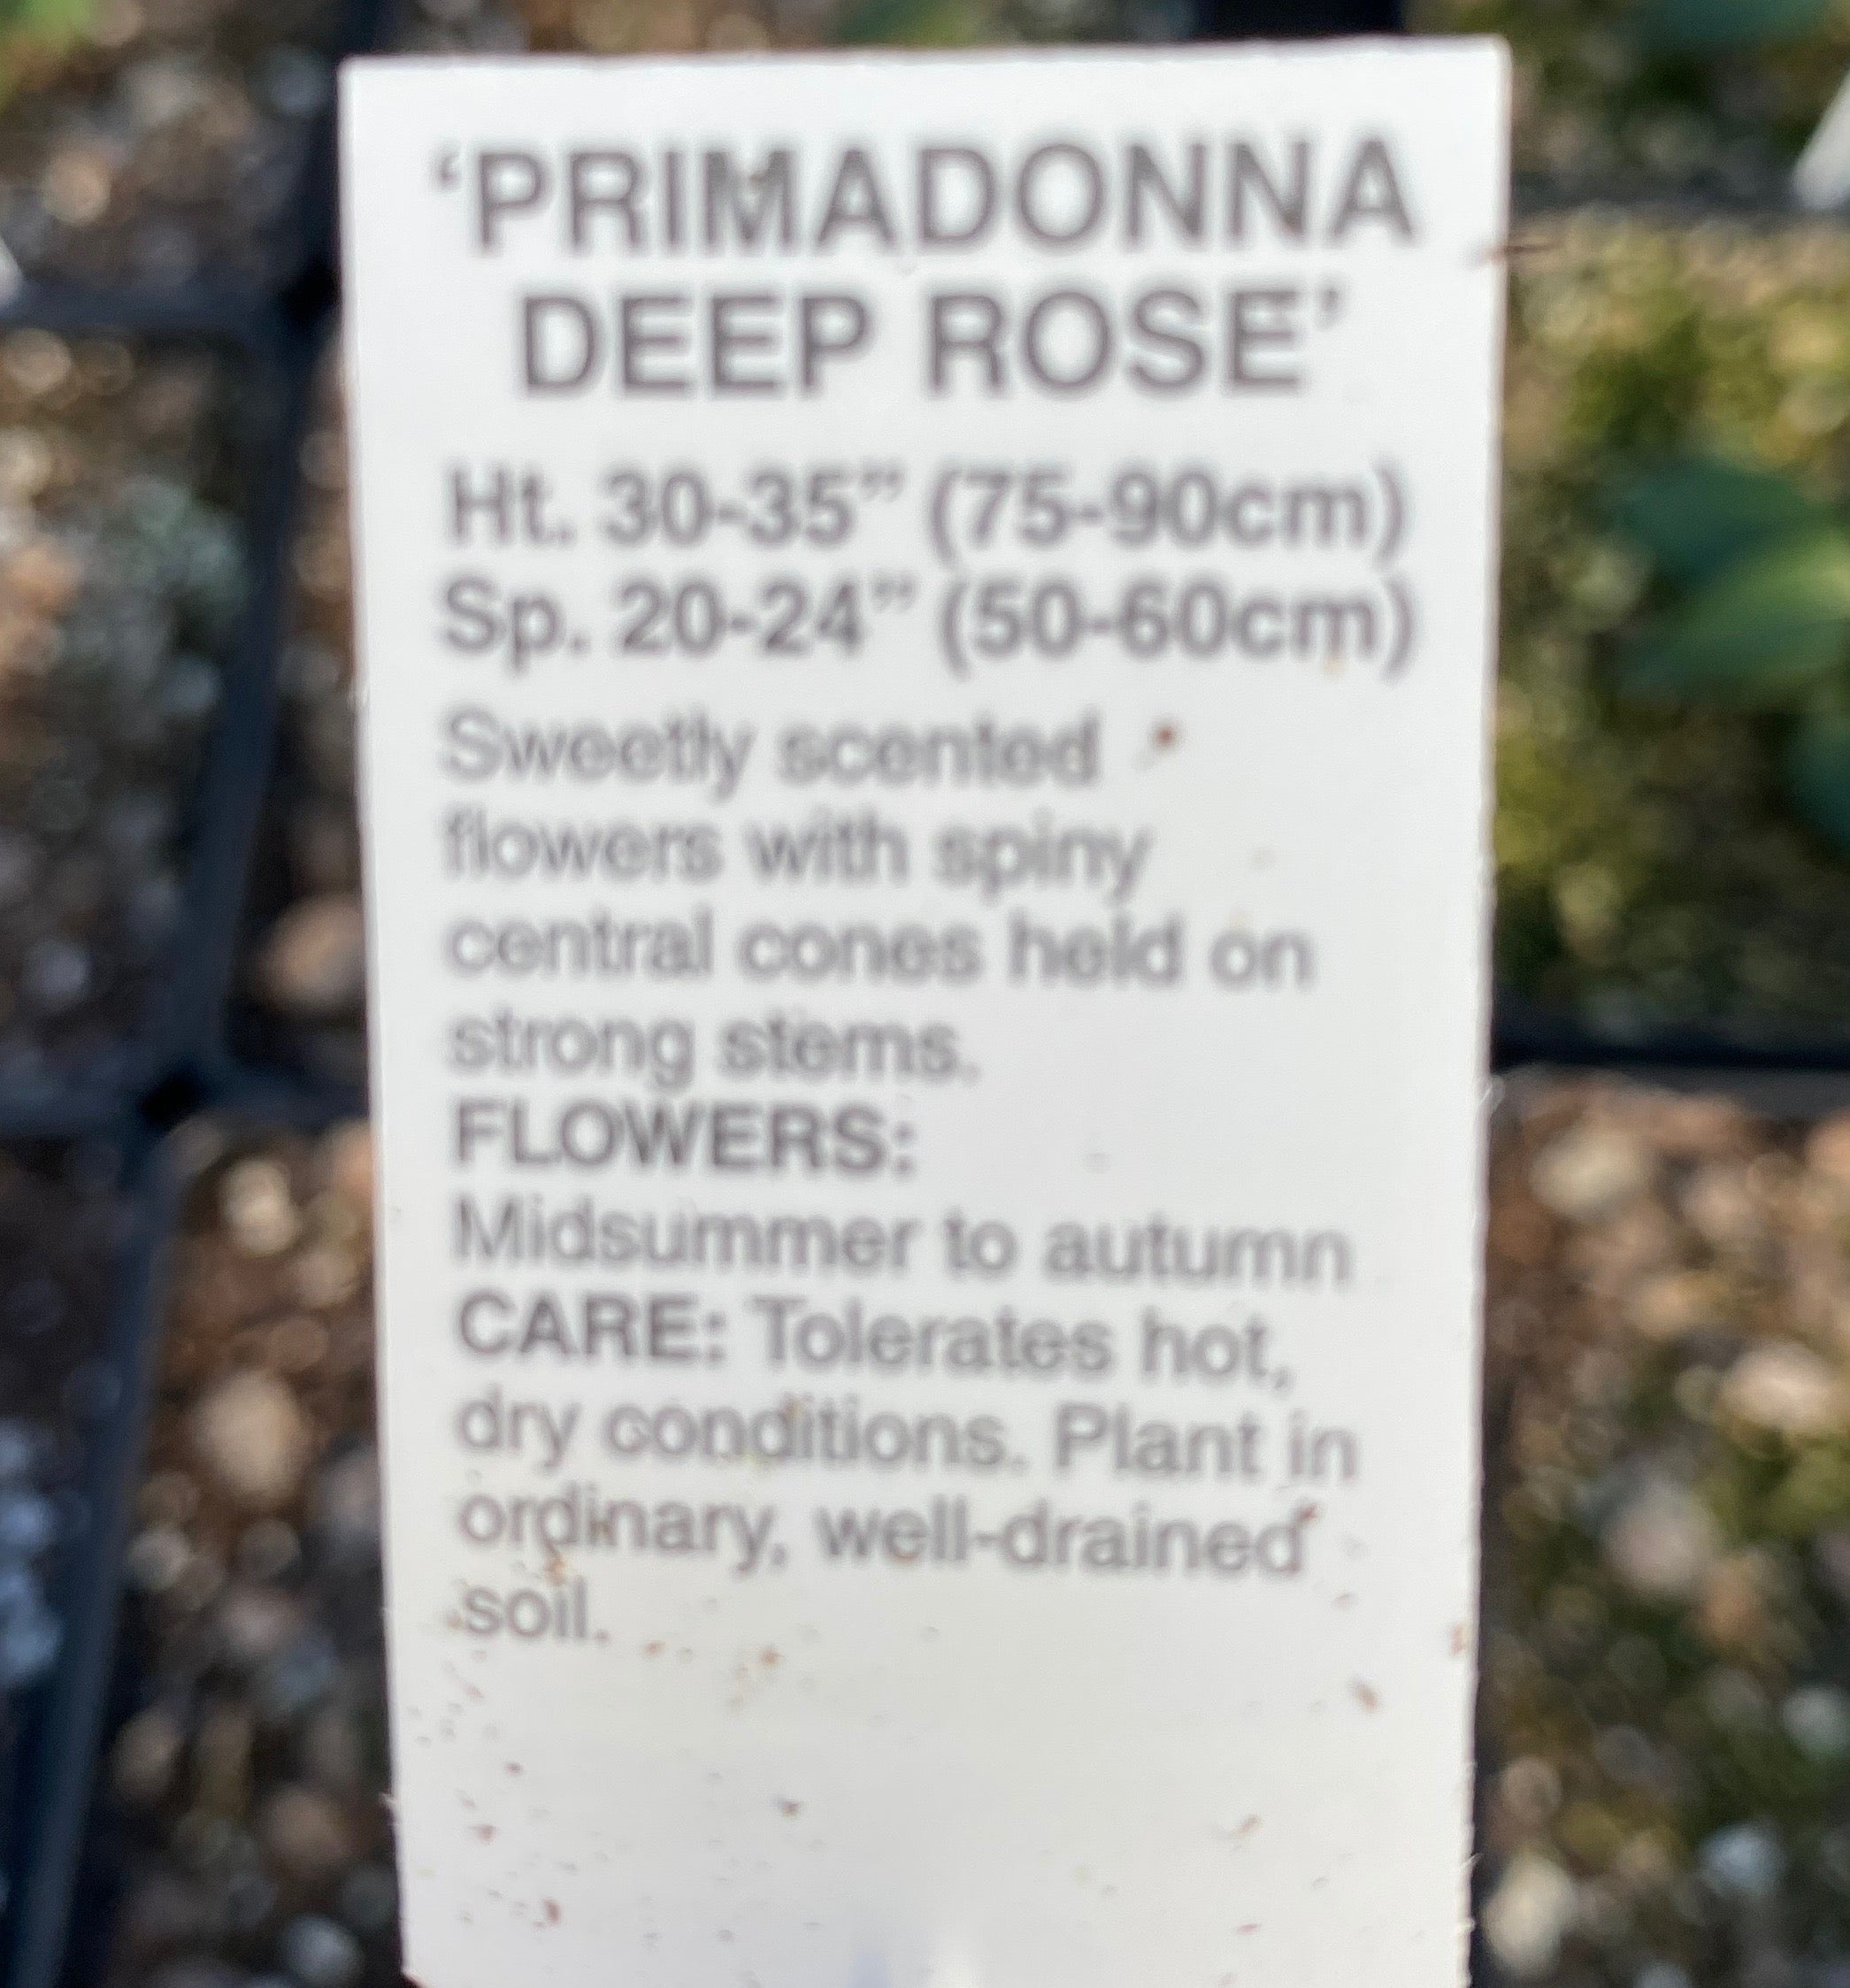 ‘PRIMADONNA
DEEP ROSE’
Ht. 30-35” (75-90cm)
Sp. 20-24” (50-60cm)
Sweetly scented
flowers with spiny
central cones held on
strong stems.
FLOWERS:
Midsummer to autumn
CARE: Tolerates hot,
dry conditions. Plant in
ordinary, well-drained
soil.